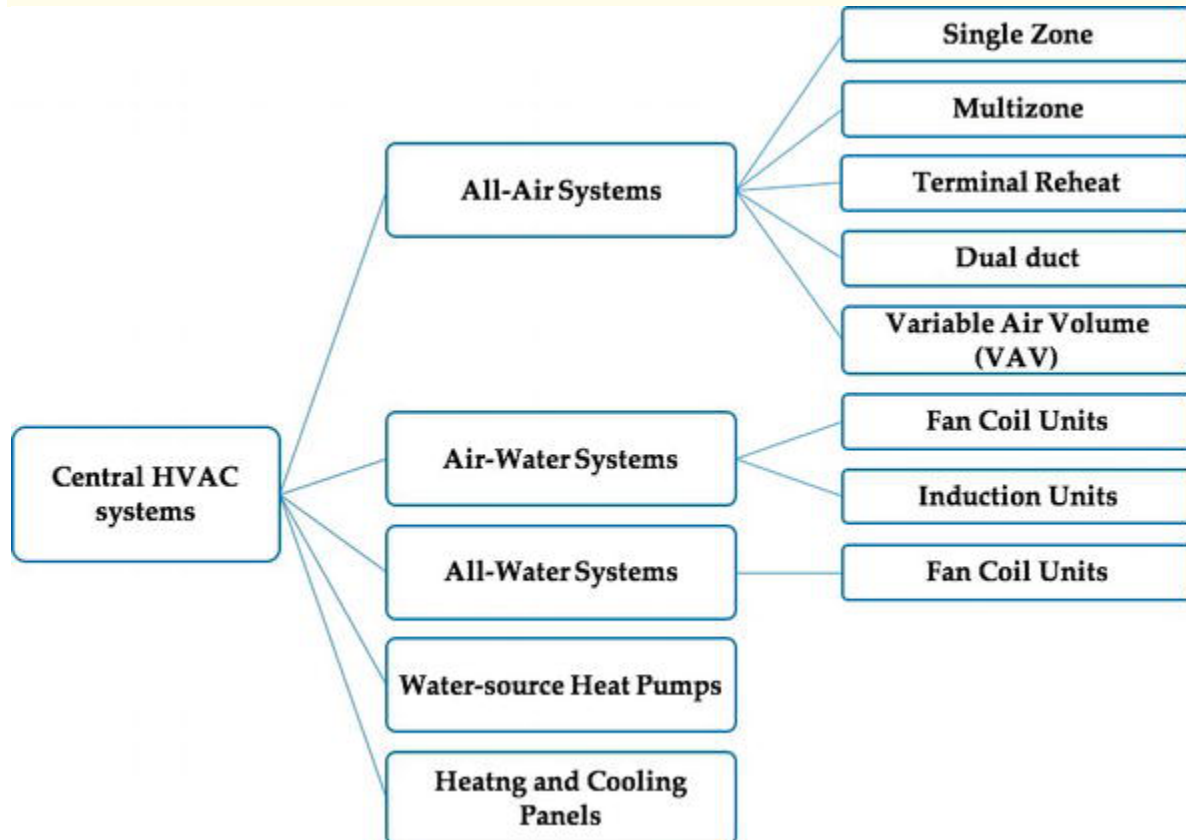 Single Zone
Multizone
All-Air Systems
Terminal Reheat
Dual duct
Variable Air Volume
(VAV)
Fan Coil Units
Air-Water Systems
Central HVAC
systems
Induction Units
All-Water Systems
Fan Coil Units
Water-source Heat Pumps
Heatng and Cooling
Panels